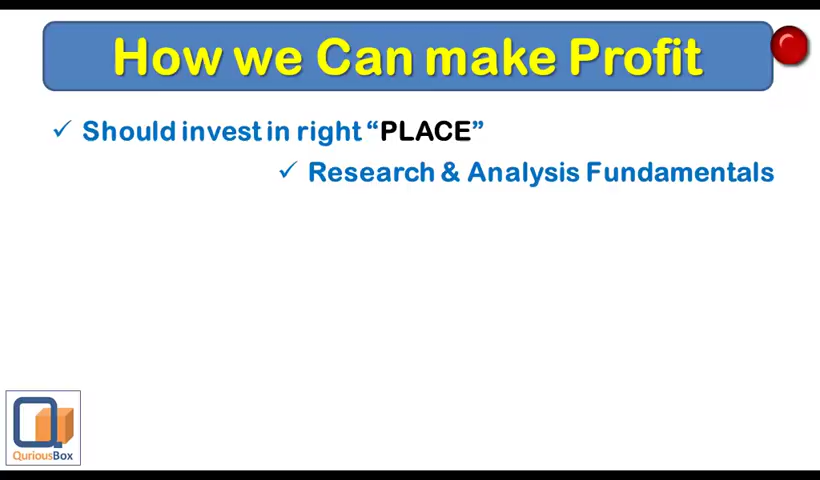 How we Can make Profit
✓ Should invest in right “PLACE”
✓ Research & Analysis Fundamentals
QuriousBox